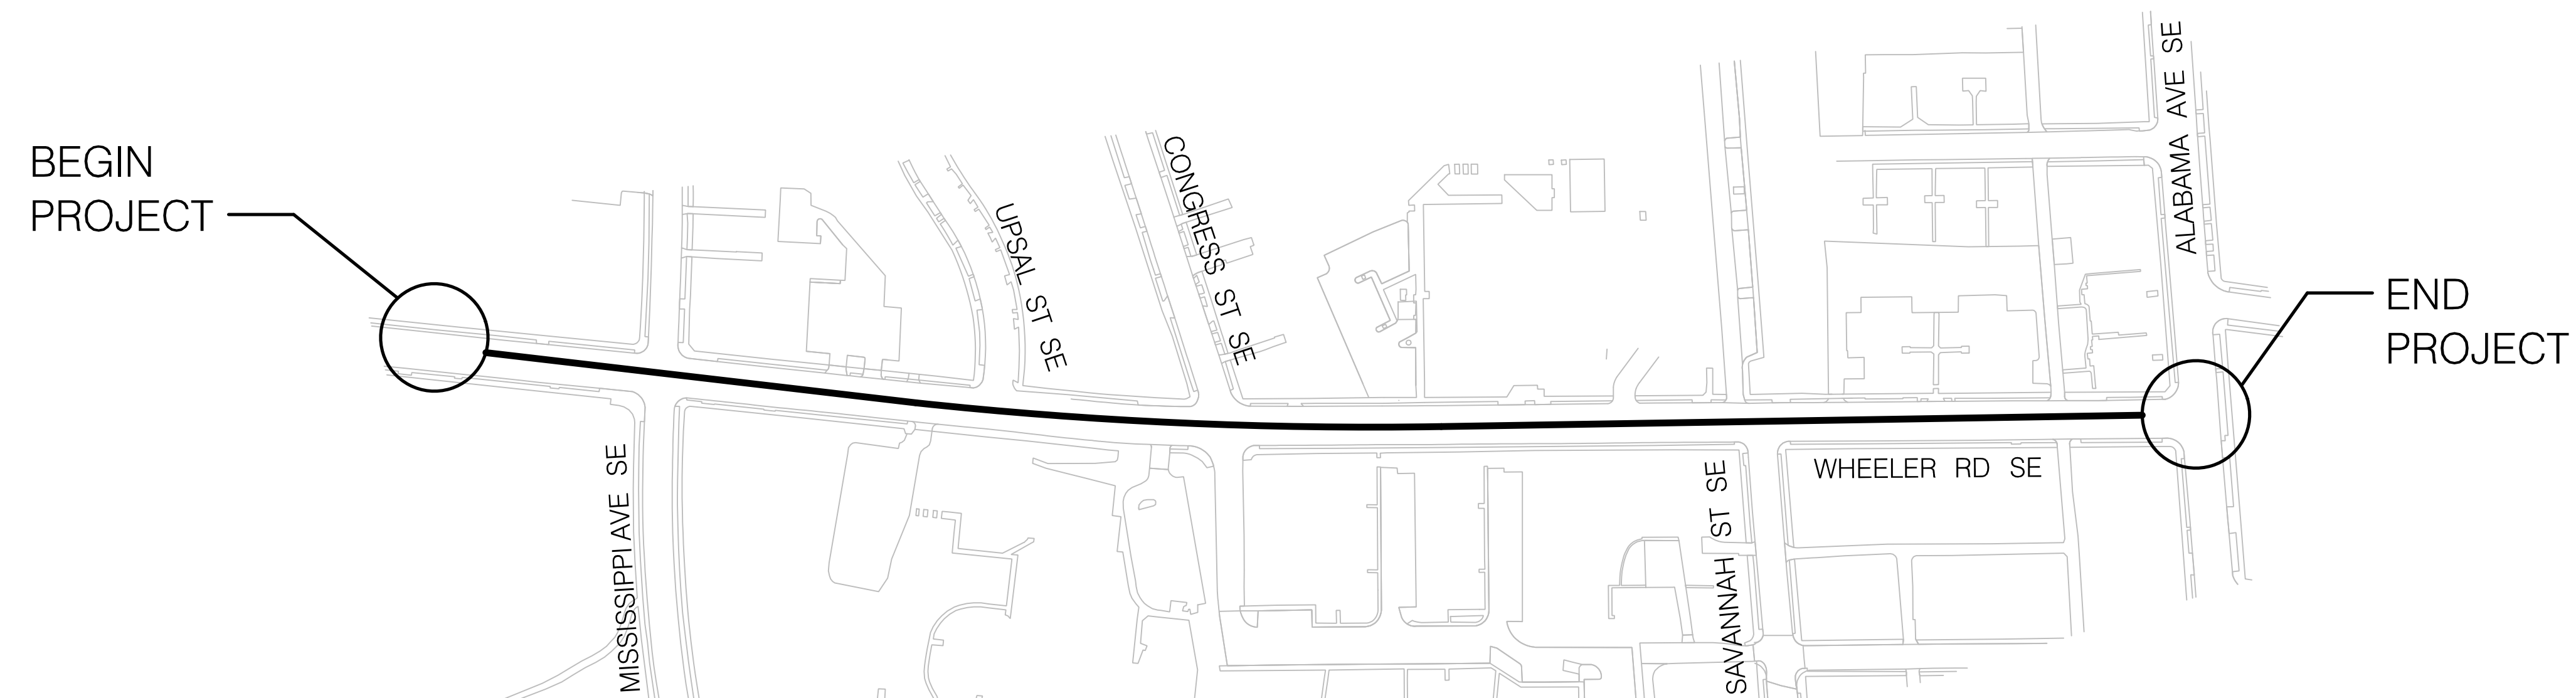 BEGIN
PROJECT
MISSISSIPPI AVE SE
UPSAL ST SE
CONGRESS ST SE
SAVANNAH ST SE
WHEELER RD SE
ALABAMA AVE SE
END
PROJECT